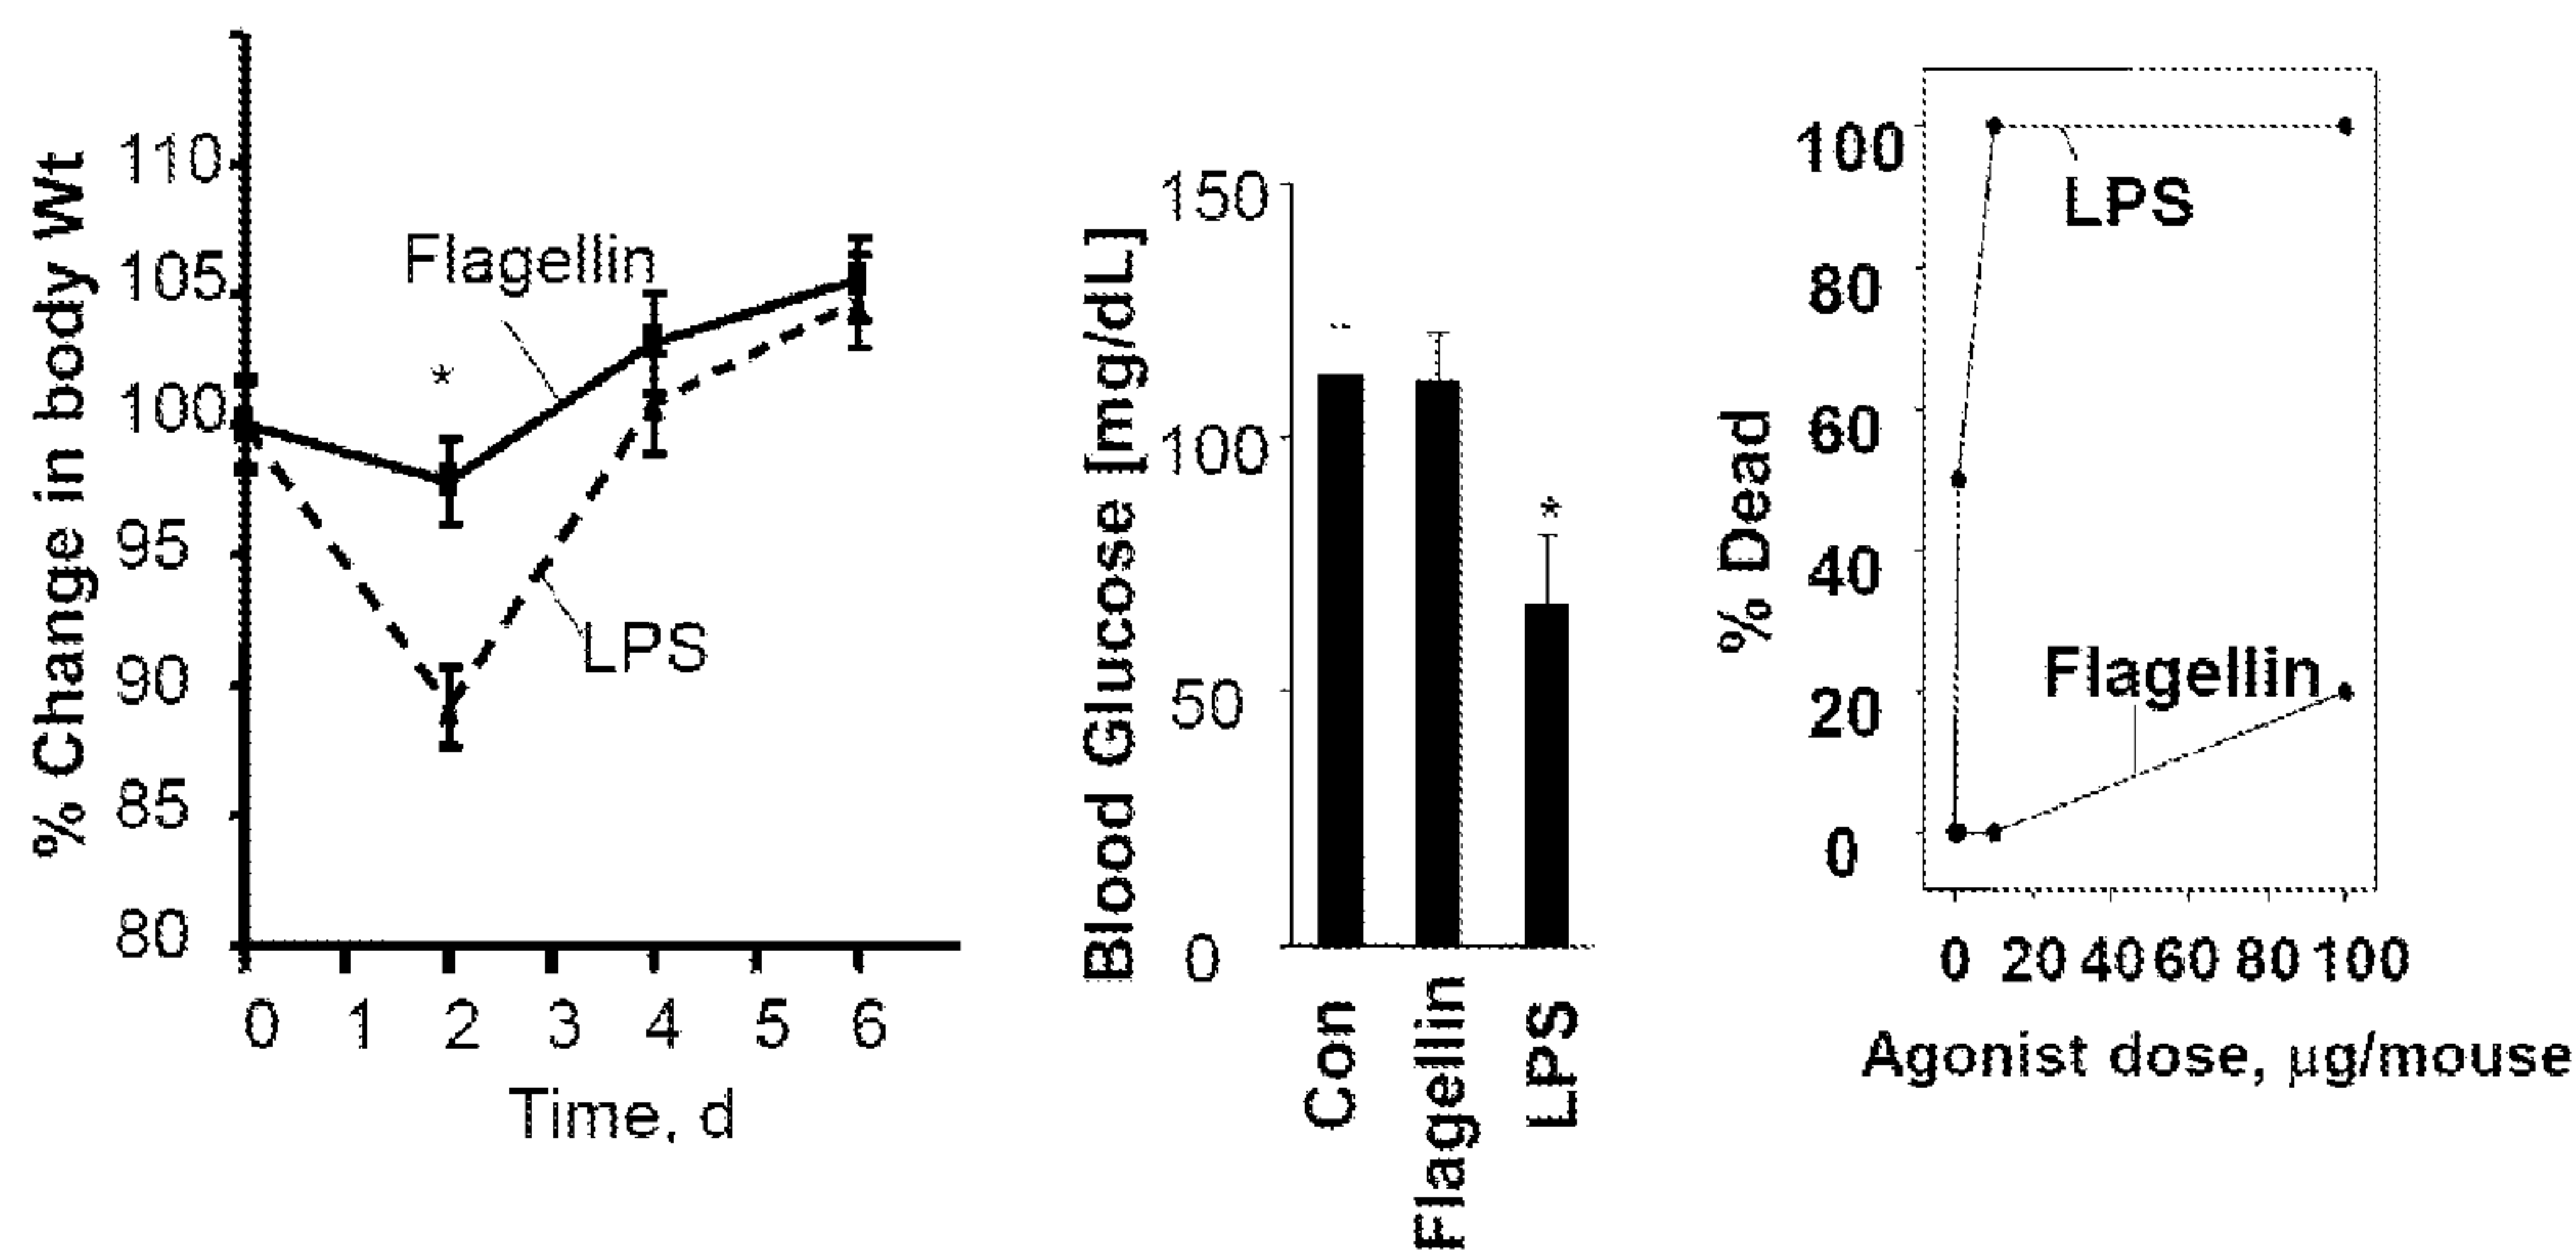 % Change in body Wt
110
105
100
95
90
85
80
Flagellin
*
LPS
0 1 2 3 4 5 6
Time, d
Blood Glucose [mg/dL]
150
100
50
0
*
Con
Flagellin
LPS
% Dead
100
80
60
40
20
0
LPS
Flagellin
0 20 40 60 80 100
Agonist dose, μg/mouse